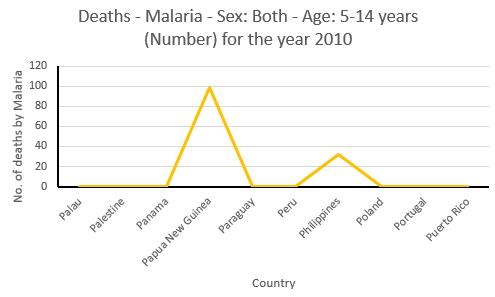 Deaths - Malaria - Sex: Both - Age: 5-14 years
(Number) for the year 2010
No. of deaths by Malaria
120
100
80
60
40
20
0
Palau
Palestine
Panama
Papua New Guinea
Paraguay
Peru
Philippines
Poland
Portugal
Puerto Rico
Country